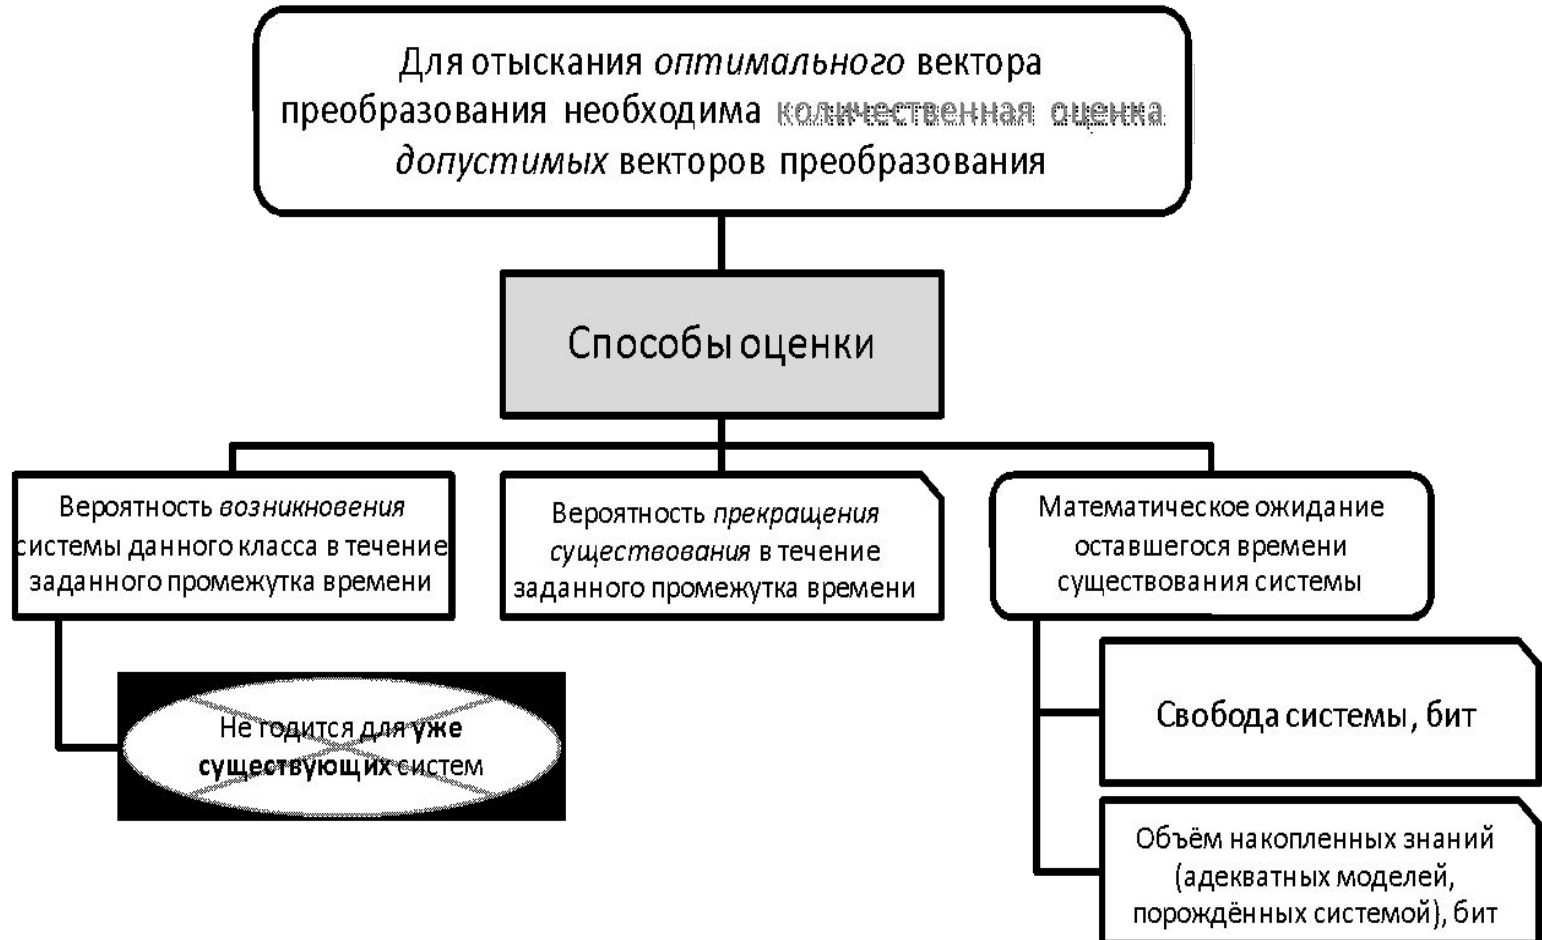 Для отыскания оптимального вектора
преобразования необходима количественная оценка
допустимых векторов преобразования
Способы оценки
Вероятность возникновения
системы данного класса в течение
заданного промежутка времени
Вероятность прекращения
существования в течение
заданного промежутка времени
Математическое ожидание
оставшегося времени
существования системы
Не годится для уже
существующих систем
Свобода системы, бит
Объём накопленных знаний
(адекватных моделей,
порождённых системой), бит